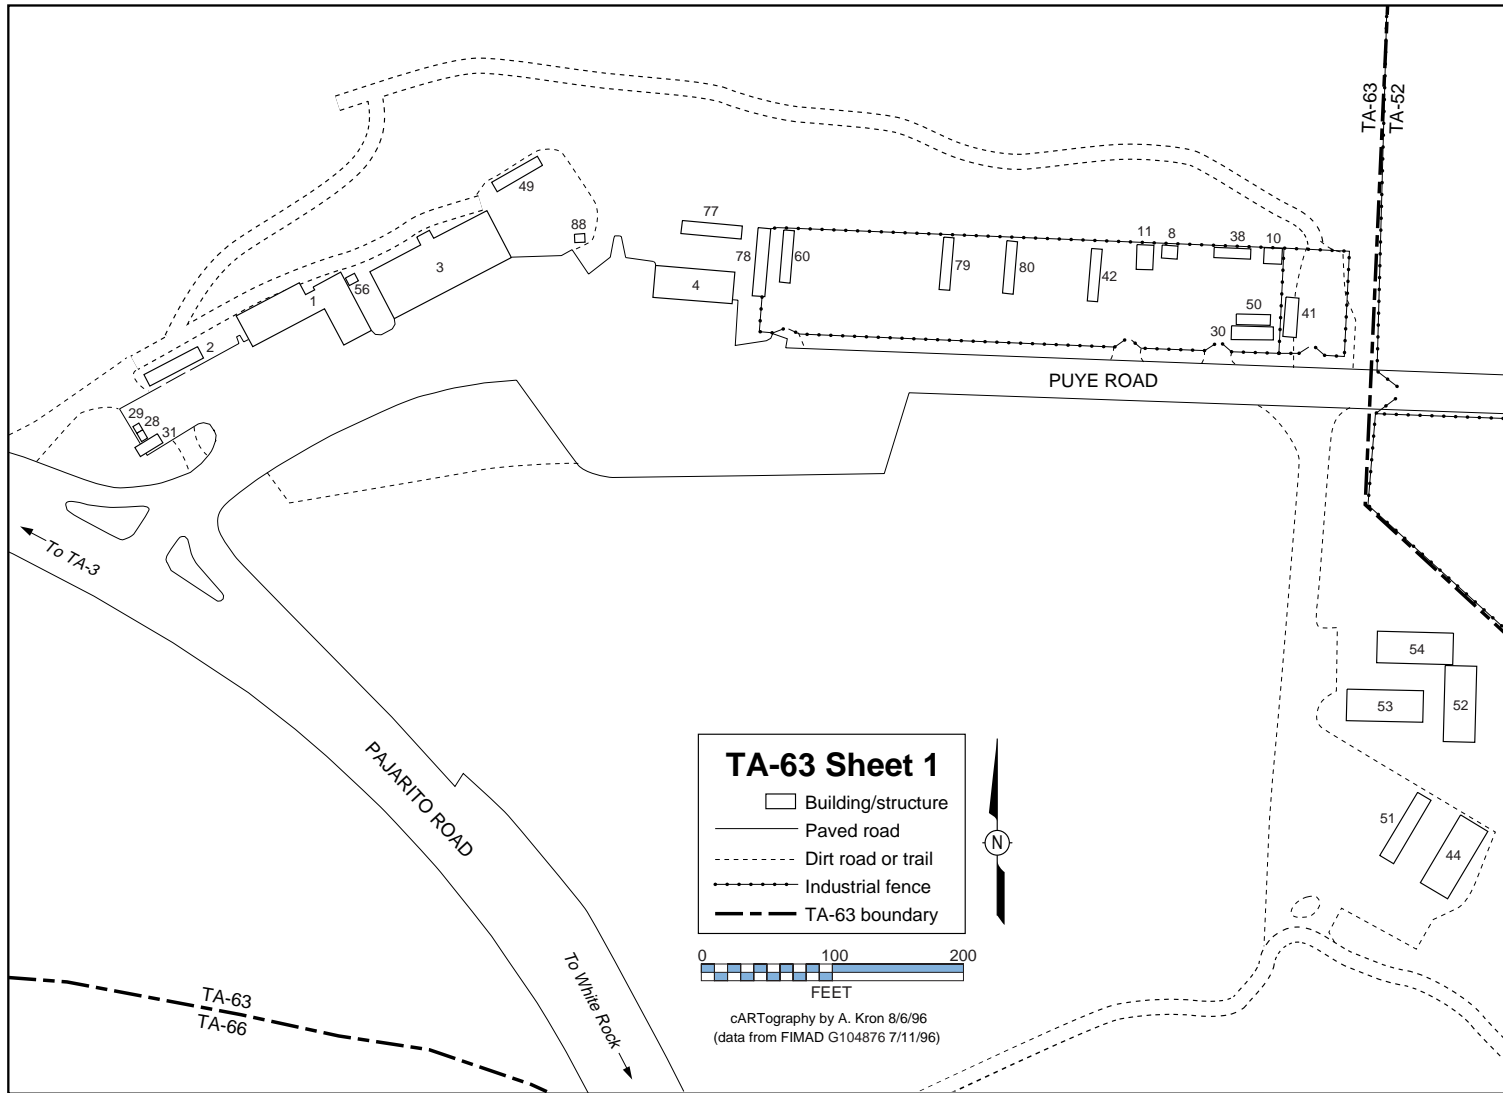 TA-63
TA-52
49
88
77
3
78
60
79
80
42
11
8
38
10
4
56
1
2
50
30
41
PUYE ROAD
29
28
31
To TA-3
54
53
52
PAJARITO ROAD
51
44
TA-63 Sheet 1
Building/structure
Paved road
Dirt road or trail
Industrial fence
TA-63 boundary
N
0 100 200
FEET
cARTography by A. Kron 8/6/96
(data from FIMAD G104876 7/11/96)
To White Rock
TA-63
TA-66